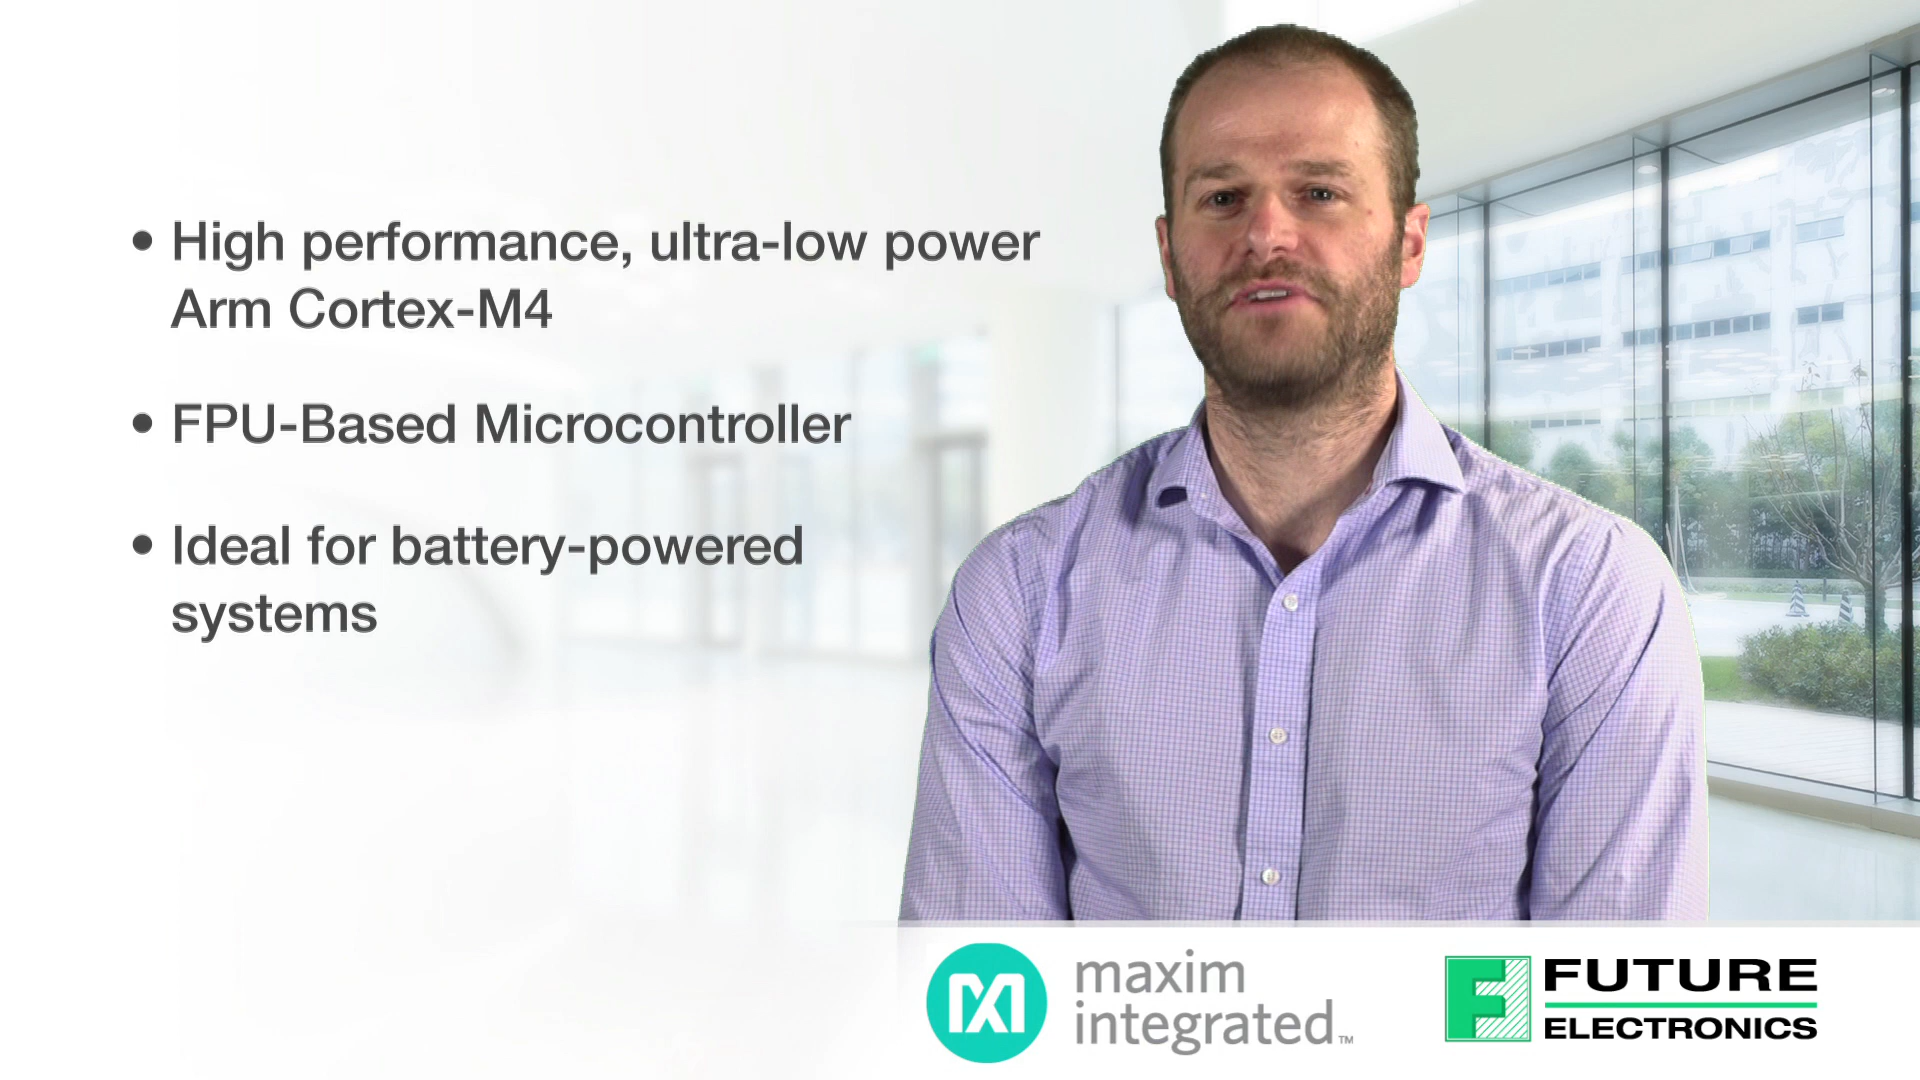 • High performance, ultra-low power
Arm Cortex-M4
• FPU-Based Microcontroller
• Ideal for battery-powered
systems
maxim
integrated™
FUTURE
ELECTRONICS